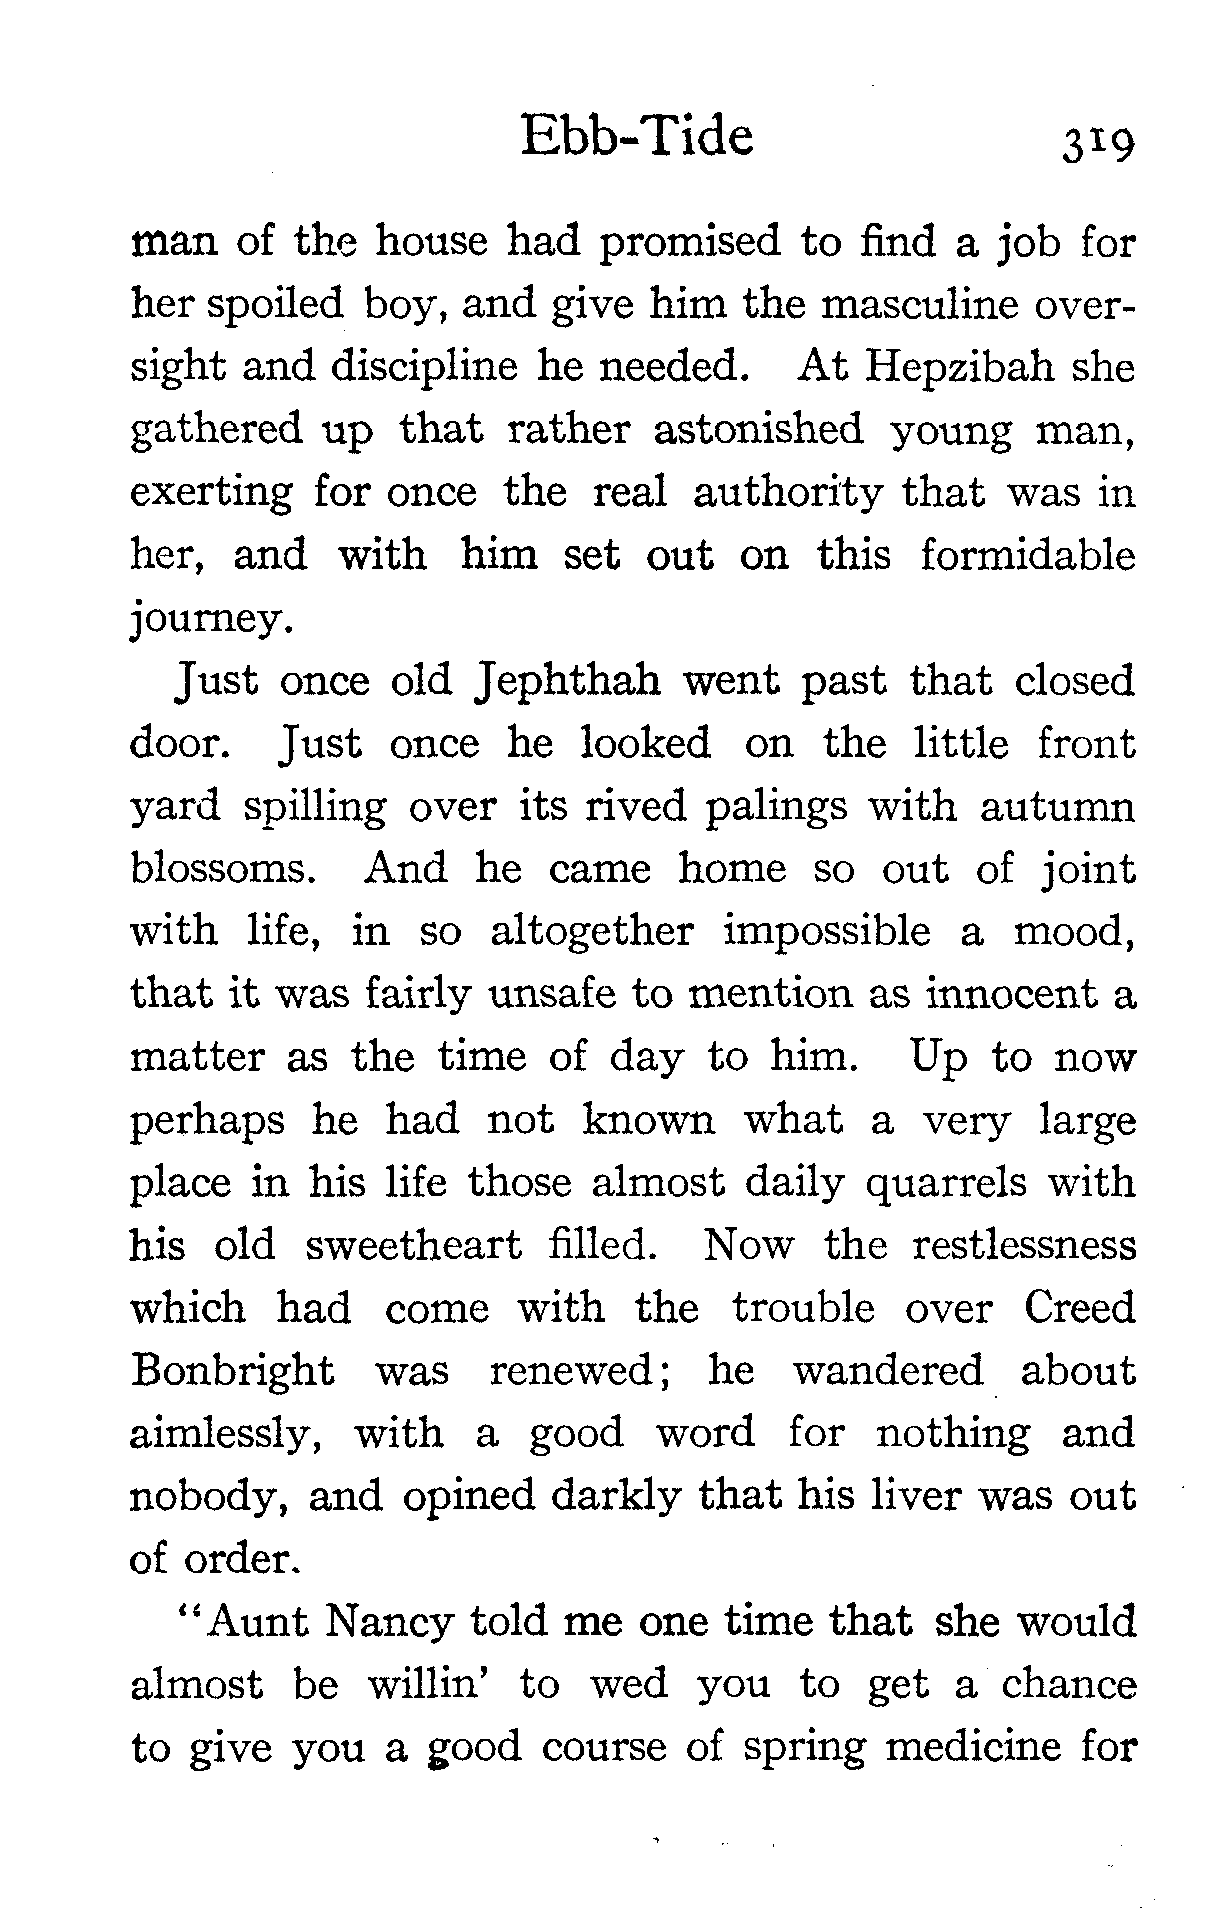 Ebb-Tide 319
man of the house had promised to find a job for
her spoiled boy, and give him the masculine over-
sight and discipline he needed. At Hepzibah she
gathered up that rather astonished young man,
exerting for once the real authority that was in
her, and with him set out on this formidable
journey.
Just once old Jephthah went past that closed
door. Just once he looked on the little front
yard spilling over its rived palings with autumn
blossoms. And he came home so out of joint
with life, in so altogether impossible a mood,
that it was fairly unsafe to mention as innocent a
matter as the time of day to him. Up to now
perhaps he had not known what a very large
place in his life those almost daily quarrels with
his old sweetheart filled. Now the restlessness
which had come with the trouble over Creed
Bonbright was renewed; he wandered about
aimlessly, with a good word for nothing and
nobody, and opined darkly that his liver was out
of order.
“Aunt Nancy told me one time that she would
almost be willin’ to wed you to get a chance
to give you a good course of spring medicine for